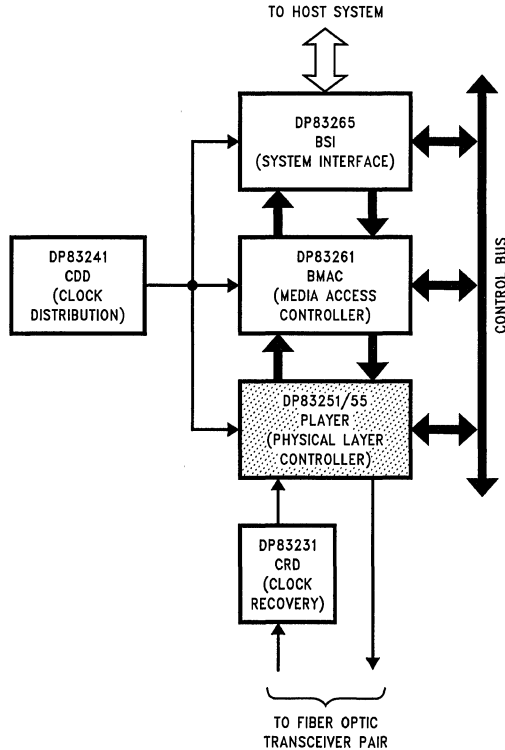 TO HOST SYSTEM
DP83265
BSI
(SYSTEM INTERFACE)
DP83241
CDD
(CLOCK
DISTRIBUTION)
DP83261
BMAC
(MEDIA ACCESS
CONTROLLER)
CONTROL BUS
DP83251/55
PLAYER
(PHYSICAL LAYER
CONTROLLER)
DP83231
CRD
(CLOCK
RECOVERY)
TO FIBER OPTIC
TRANSCEIVER PAIR